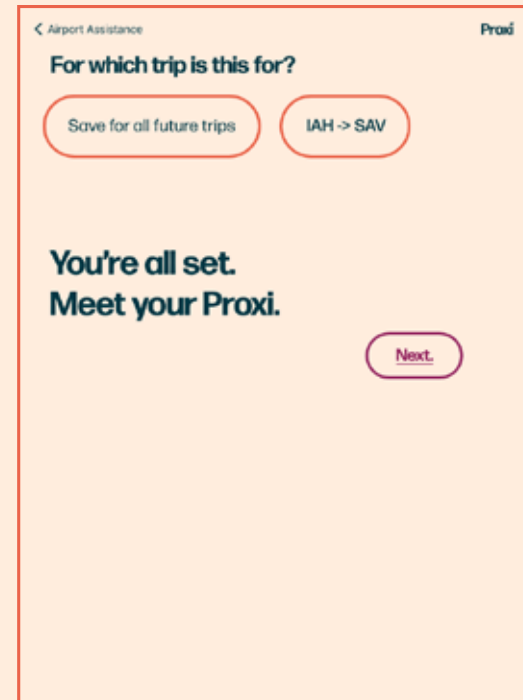 Airport Assistance
Proxi
For which trip is this for?
Save for all future trips
IAH -> SAV
You're all set.
Meet your Proxi.
Next.